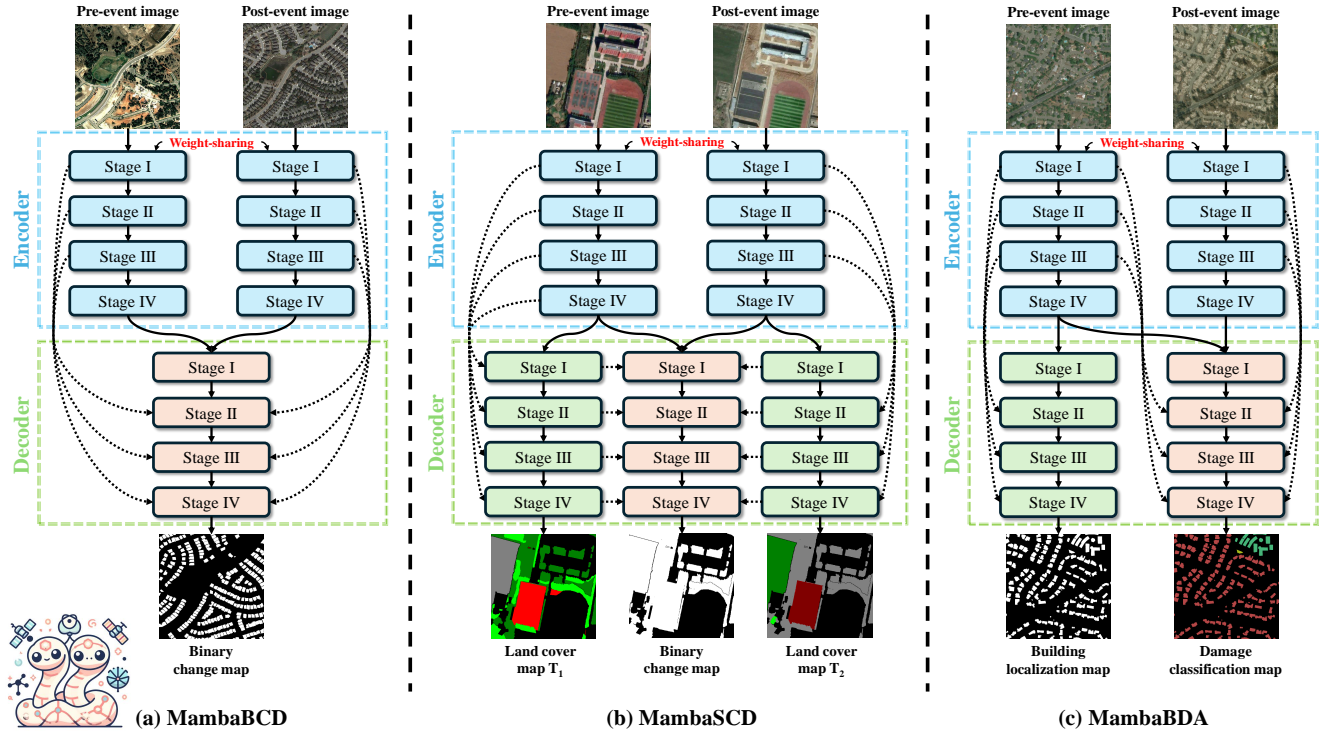 Pre-event image
Post-event image
Weight-sharing
Encoder
Stage I
Stage I
Stage II
Stage II
Stage III
Stage III
Stage IV
Stage IV
Decoder
Stage I
Stage II
Stage III
Stage IV
Binary
change map
(a) MambaBCD
Pre-event image
Post-event image
Weight-sharing
Encoder
Stage I
Stage I
Stage II
Stage II
Stage III
Stage III
Stage IV
Stage IV
Decoder
Stage I
Stage I
Stage I
Stage II
Stage II
Stage II
Stage III
Stage III
Stage III
Stage IV
Stage IV
Stage IV
Land cover
map T₁
Binary
change map
Land cover
map T₂
(b) MambaSCD
Pre-event image
Post-event image
Weight-sharing
Encoder
Stage I
Stage I
Stage II
Stage II
Stage III
Stage III
Stage IV
Stage IV
Decoder
Stage I
Stage I
Stage II
Stage II
Stage III
Stage III
Stage IV
Stage IV
Building
localization map
Damage
classification map
(c) MambaBDA